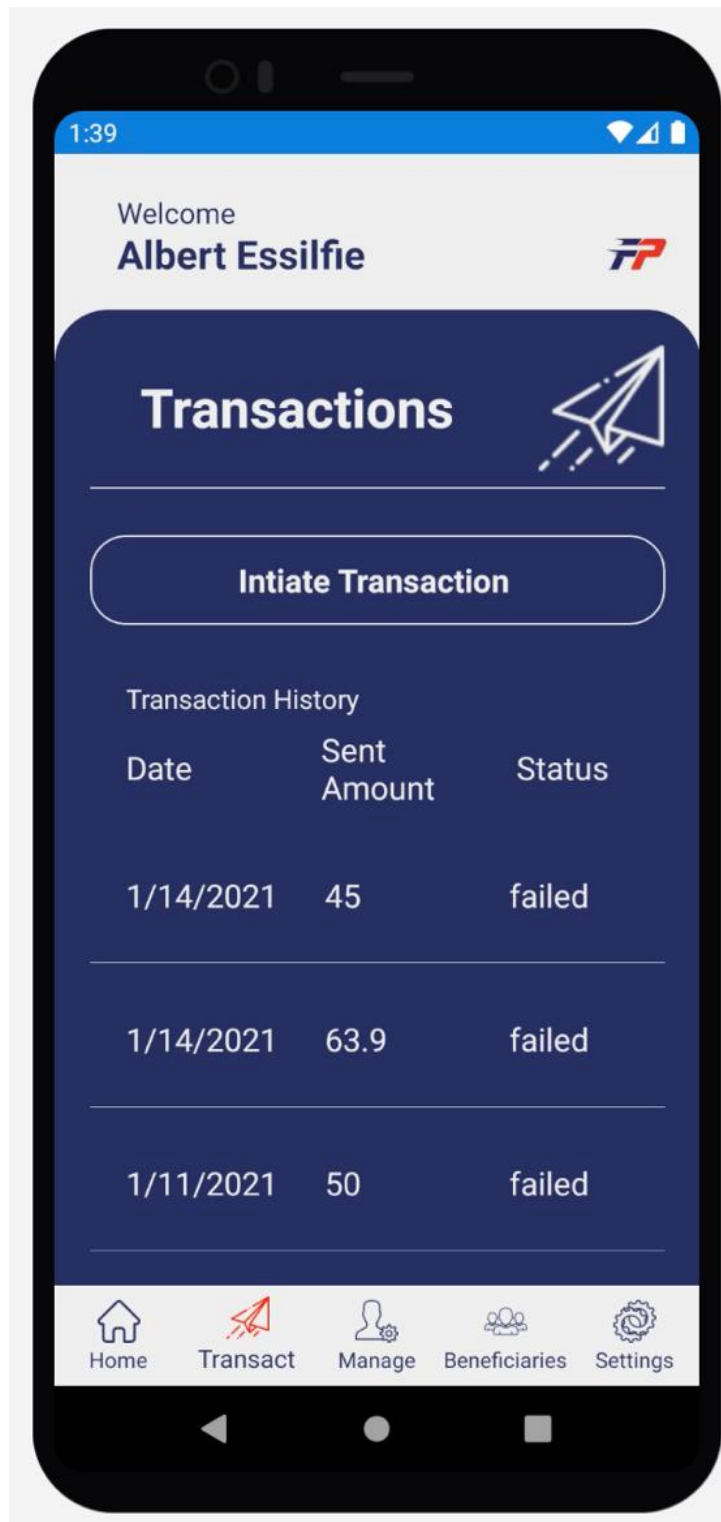 1:39
Welcome
Albert Essilfie
FP
Transactions
Intiate Transaction
Transaction History
Date Sent Amount Status
1/14/2021 45 failed
1/14/2021 63.9 failed
1/11/2021 50 failed
Home Transact Manage Beneficiaries Settings